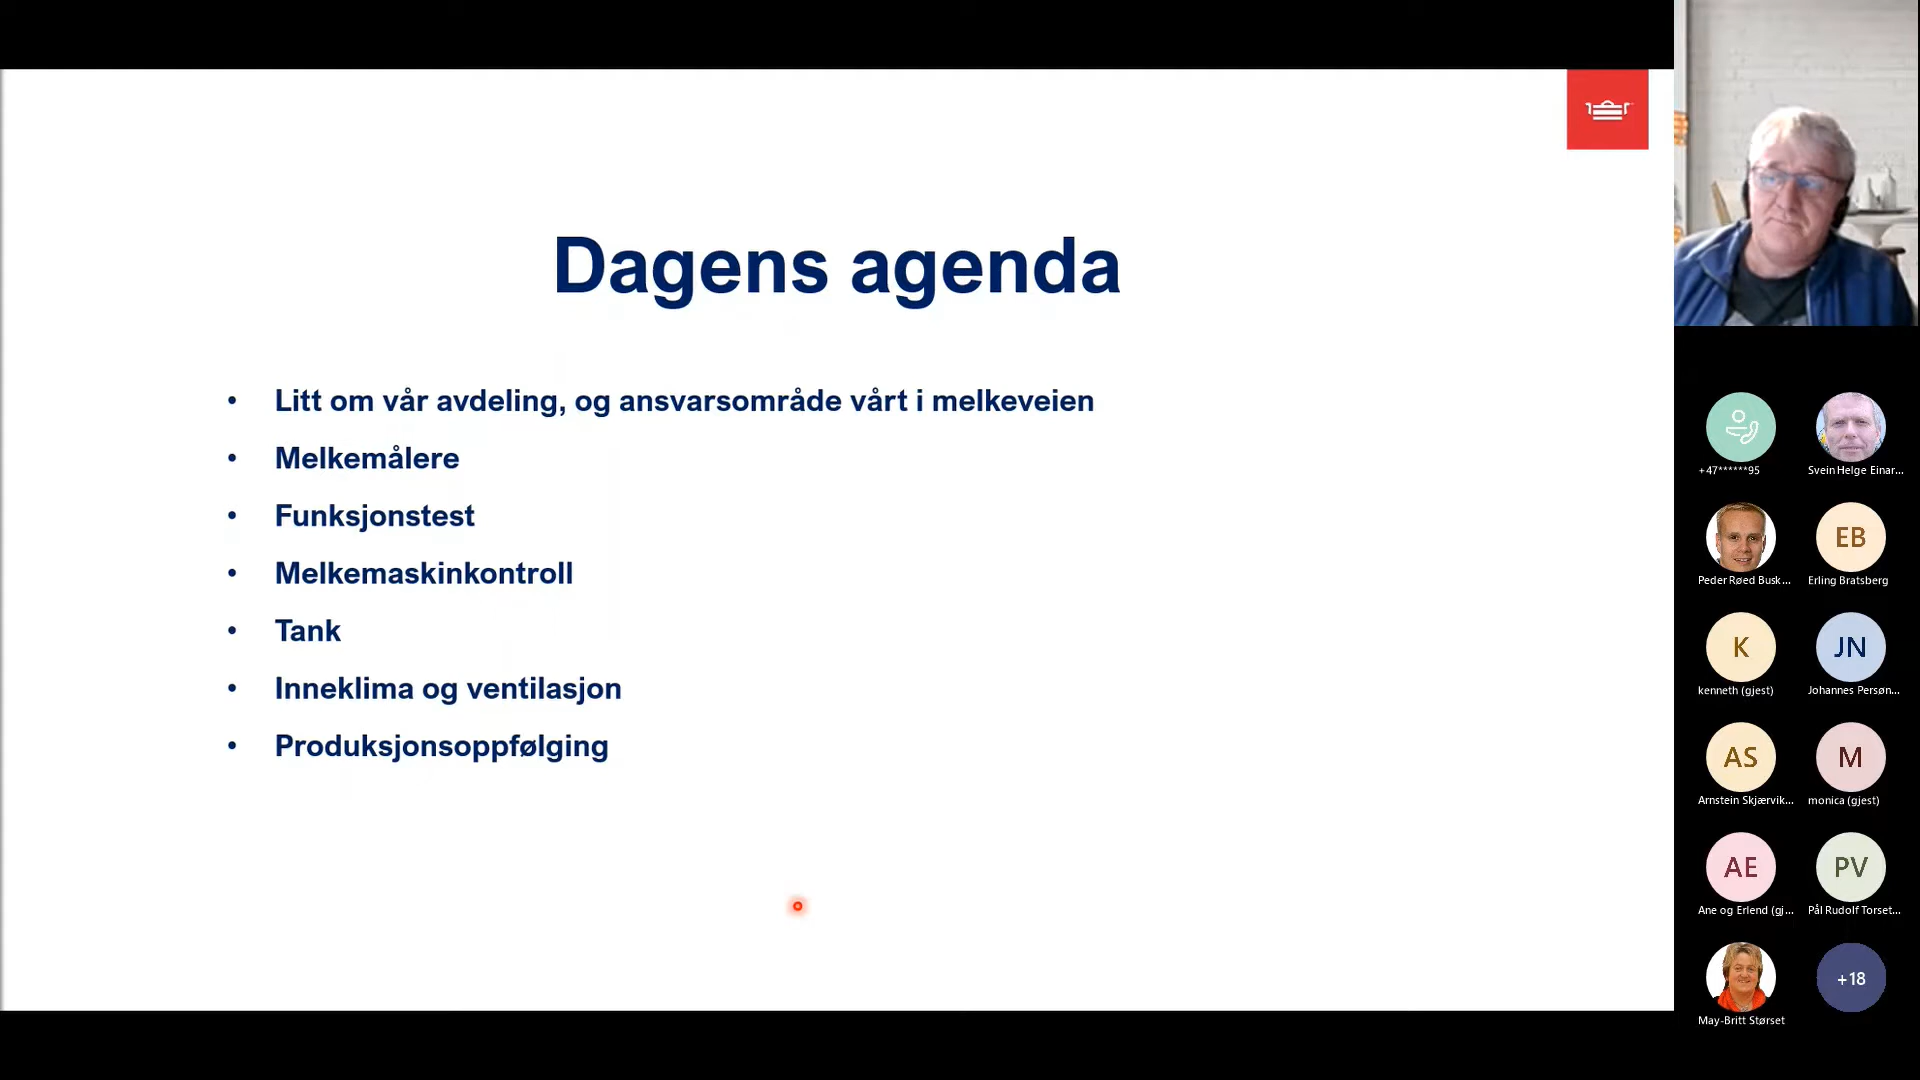 Dagens agenda
• Litt om vår avdeling, og ansvarsområde vårt i melkeveien
• Melkemålere
• Funksjonstest
• Melkemaskinkontroll
• Tank
• Inneklima og ventilasjon
• Produksjonsoppfølging
+47******95
Svein Helge Einar...
Peder Røed Busk...
EB
Erling Bratsberg
K
kenneth (gjest)
JN
Johannes Persøn...
AS
Arnstein Skjærvik...
M
monica (gjest)
AE
Ane og Erlend (gj...
PV
Pål Rudolf Torset...
May-Britt Størset
+18